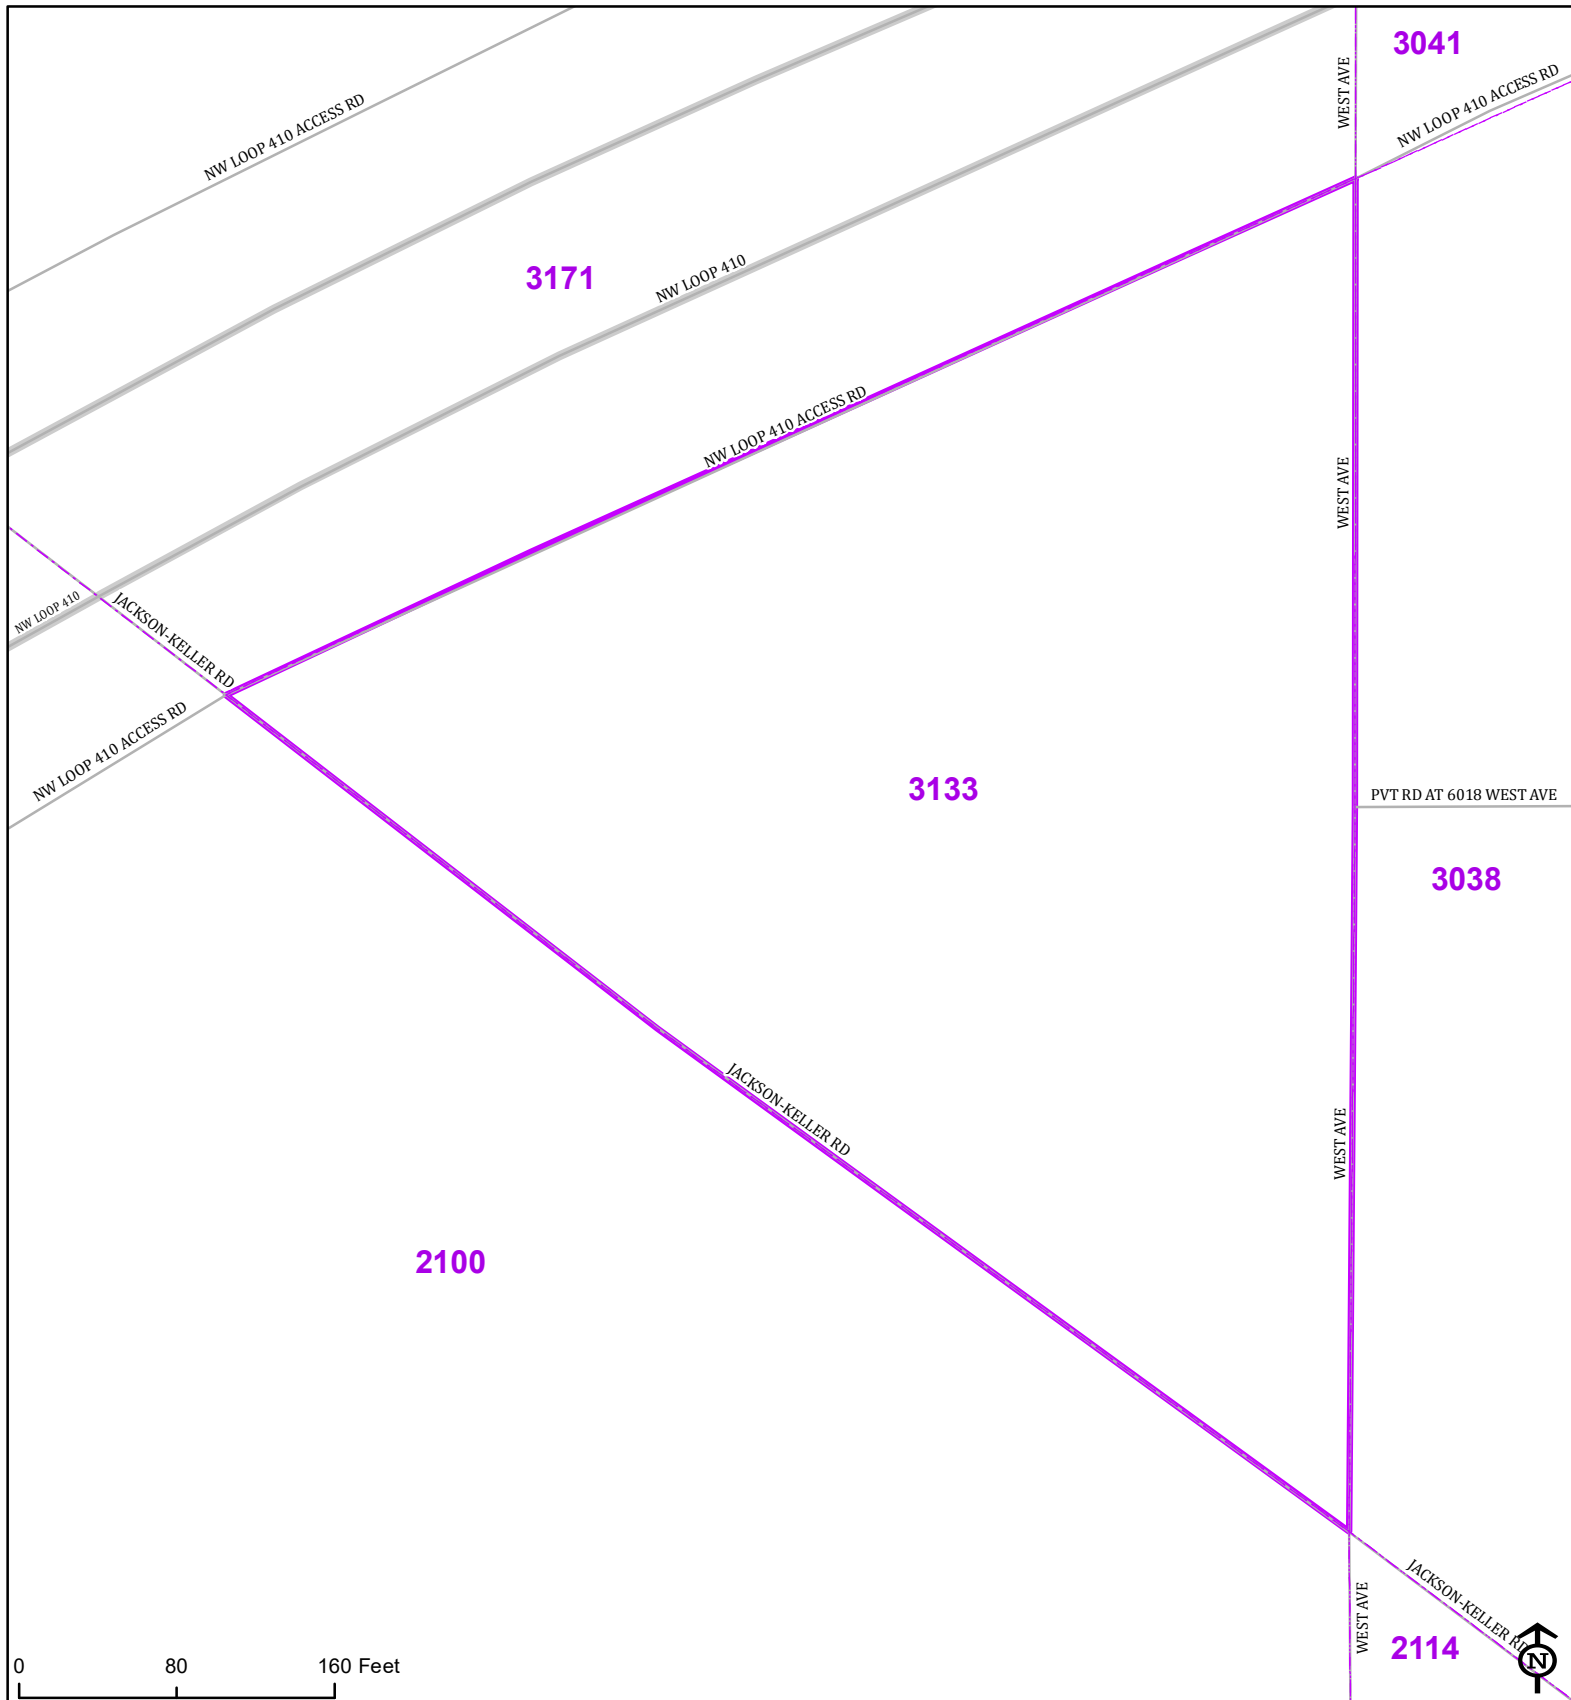 3041
WEST AVE
NW LOOP 410 ACCESS RD
NW LOOP 410 ACCESS RD
3171
NW LOOP 410
NW LOOP 410 ACCESS RD
WEST AVE
NW LOOP 410
JACKSON-KELLER RD
NW LOOP 410 ACCESS RD
3133
PVT RD AT 6018 WEST AVE
3038
JACKSON-KELLER RD
WEST AVE
2100
JACKSON-KELLER RD
WEST AVE
2114
N
0 80 160 Feet